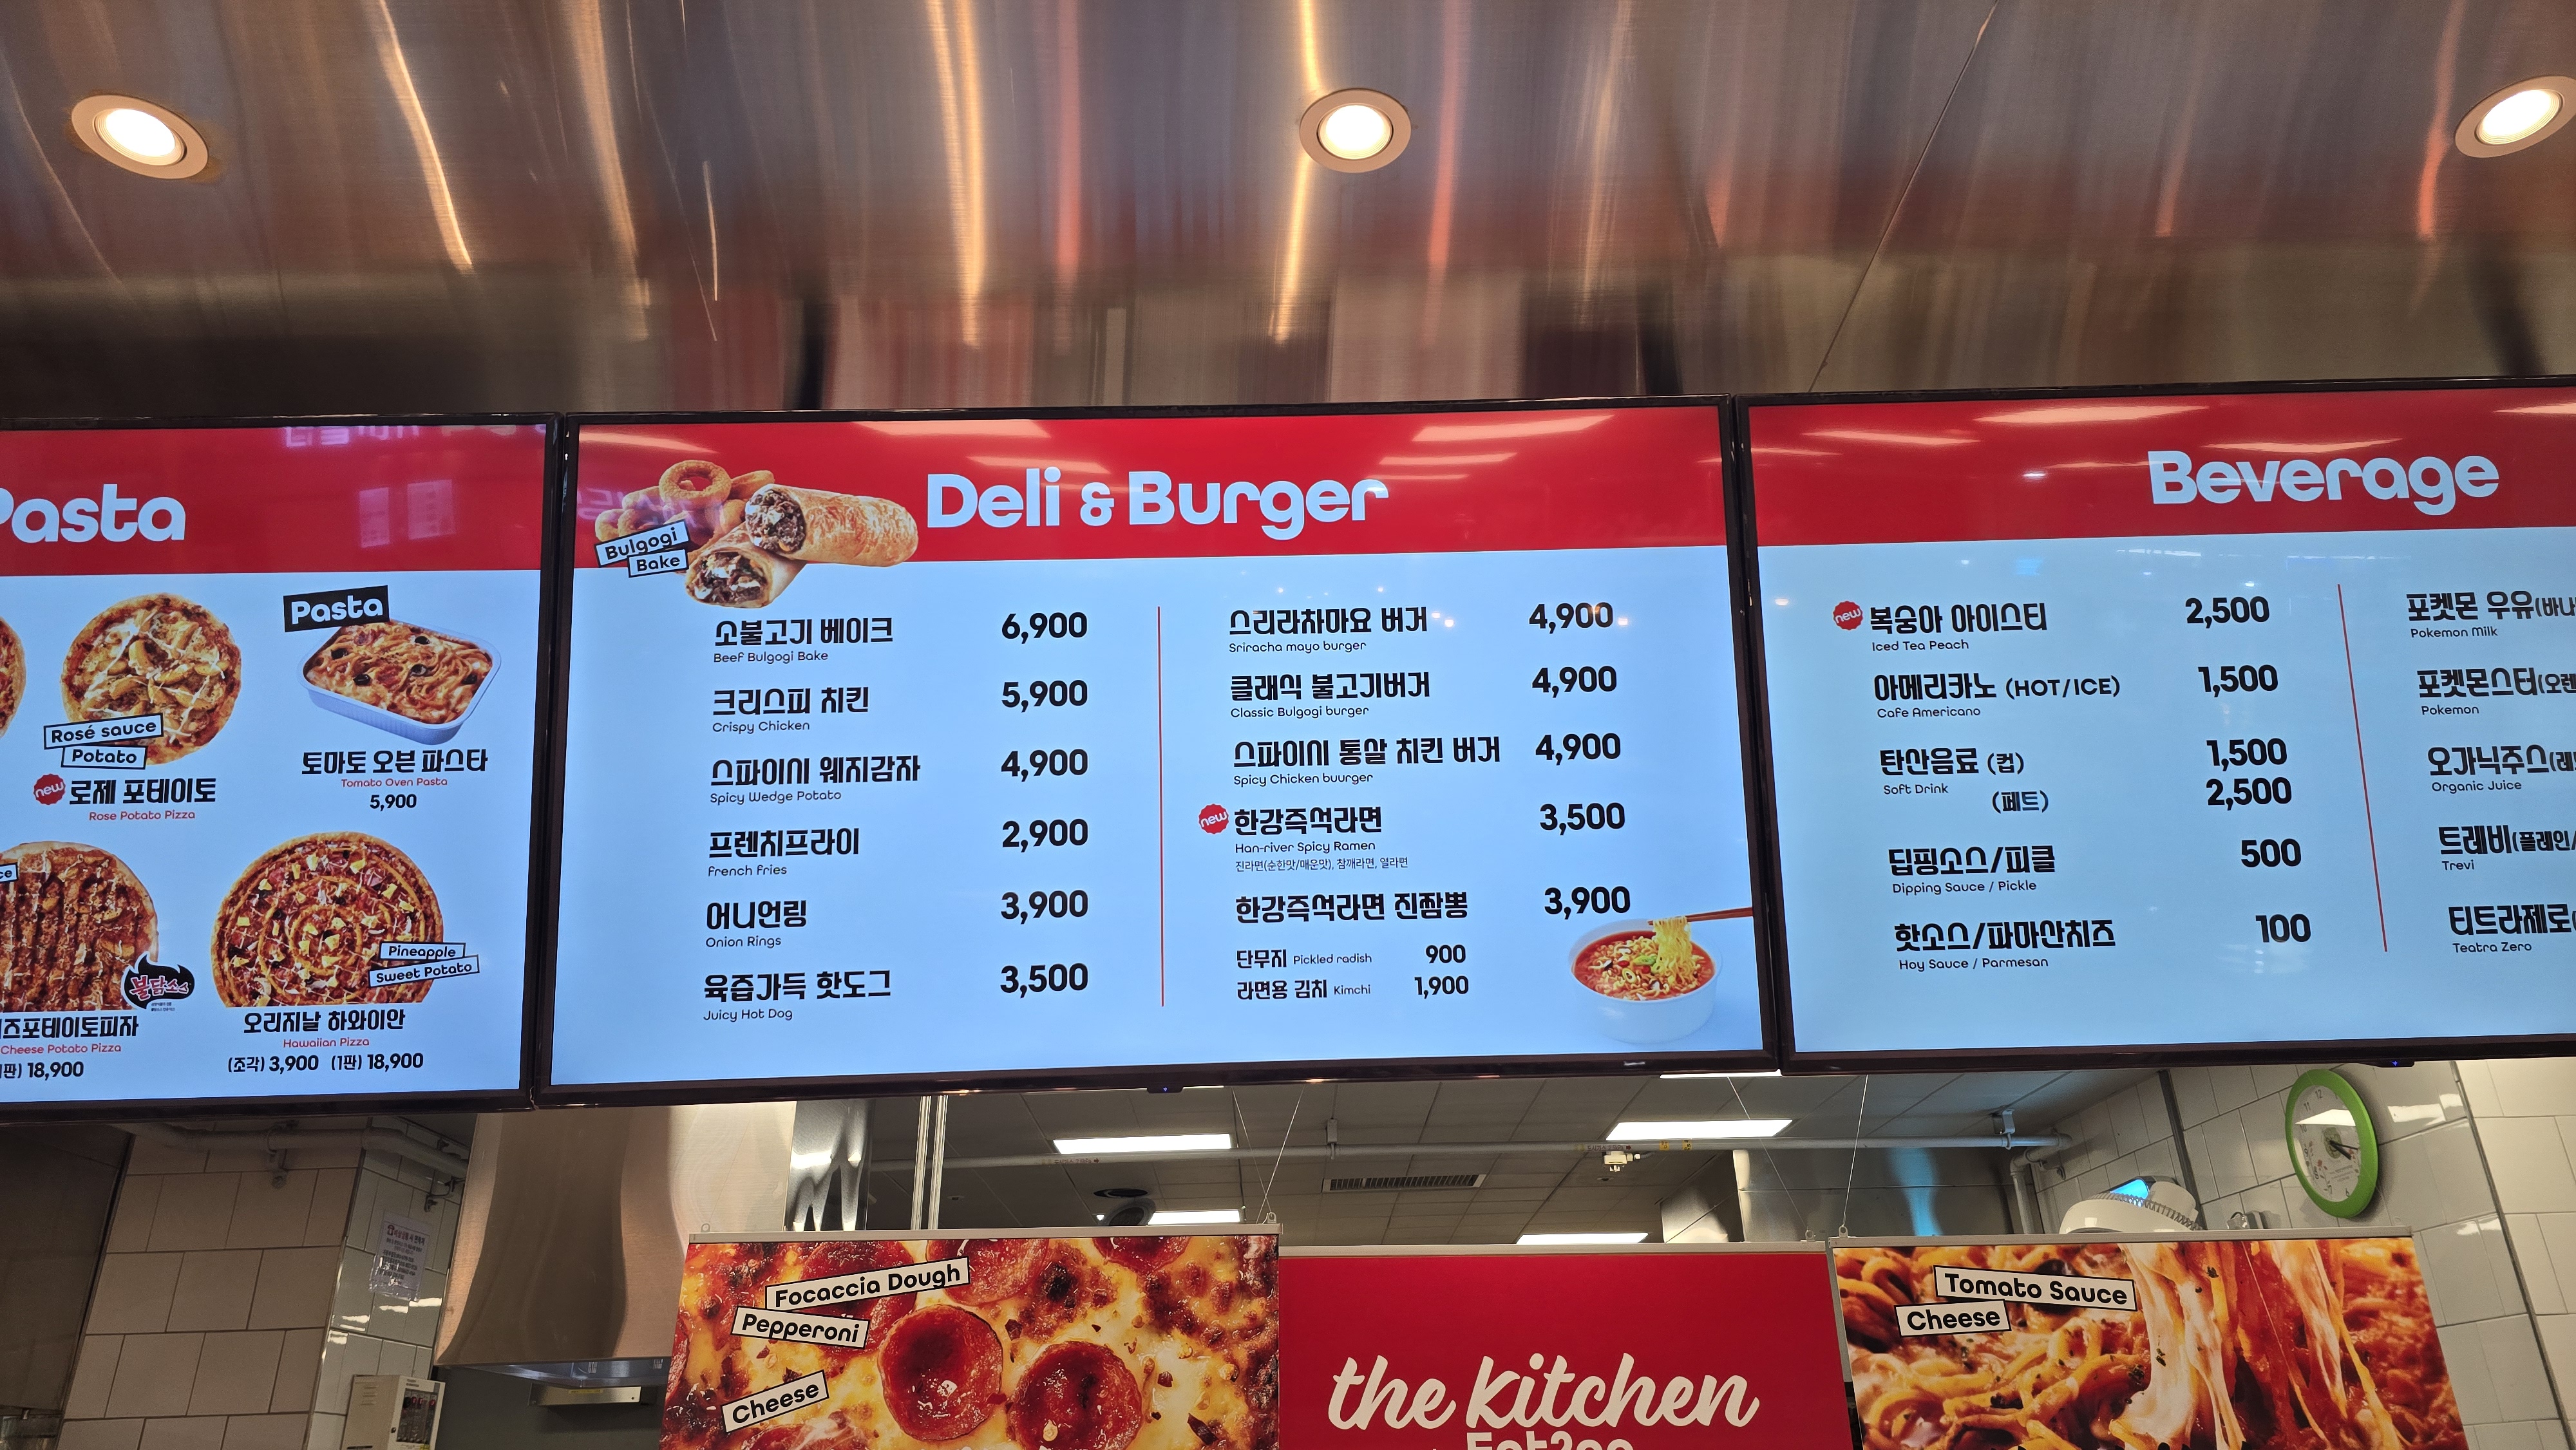 Pasta
Rosé sauce
Potato
new 로제 포테이토
Rose Potato Pizza
Pasta
토마토 오븐 파스타
Tomato Oven Pasta
5,900
즈포테이토피자
Cheese Potato Pizza
판) 18,900
불닭소스
Pineapple
Sweet Potato
오리지날 하와이안
Hawaiian Pizza
(조각) 3,900 (1판) 18,900
Deli & Burger
Bulgogi
Bake
소불고기 베이크 6,900
Beef Bulgogi Bake
크리스피 치킨 5,900
Crispy Chicken
스파이시 웨지감자 4,900
Spicy Wedge Potato
프렌치프라이 2,900
French Fries
어니언링 3,900
Onion Rings
육즙가득 핫도그 3,500
Juicy Hot Dog
스리라차마요 버거 4,900
Sriracha mayo burger
클래식 불고기버거 4,900
Classic Bulgogi burger
스파이시 통살 치킨 버거 4,900
Spicy Chicken buurger
new 한강즉석라면 3,500
Han-river Spicy Ramen
진라면(순한맛/매운맛), 참깨라면, 열라면
한강즉석라면 진짬뽕 3,900
단무지 Pickled radish 900
라면용 김치 Kimchi 1,900
Beverage
new 복숭아 아이스티 2,500
Iced Tea Peach
아메리카노 (HOT/ICE) 1,500
Cafe Americano
탄산음료 (컵) 1,500
Soft Drink (페트) 2,500
딥핑소스/피클 500
Dipping Sauce / Pickle
핫소스/파마산치즈 100
Hoy Sauce / Parmesan
포켓몬 우유(바나
Pokemon Milk
포켓몬스터(오렌
Pokemon
오가닉주스(레
Organic Juice
트레비(플레인/
Trevi
티트라제로
Teatra Zero
Focaccia Dough
Pepperoni
Cheese
the kitchen
Tomato Sauce
Cheese